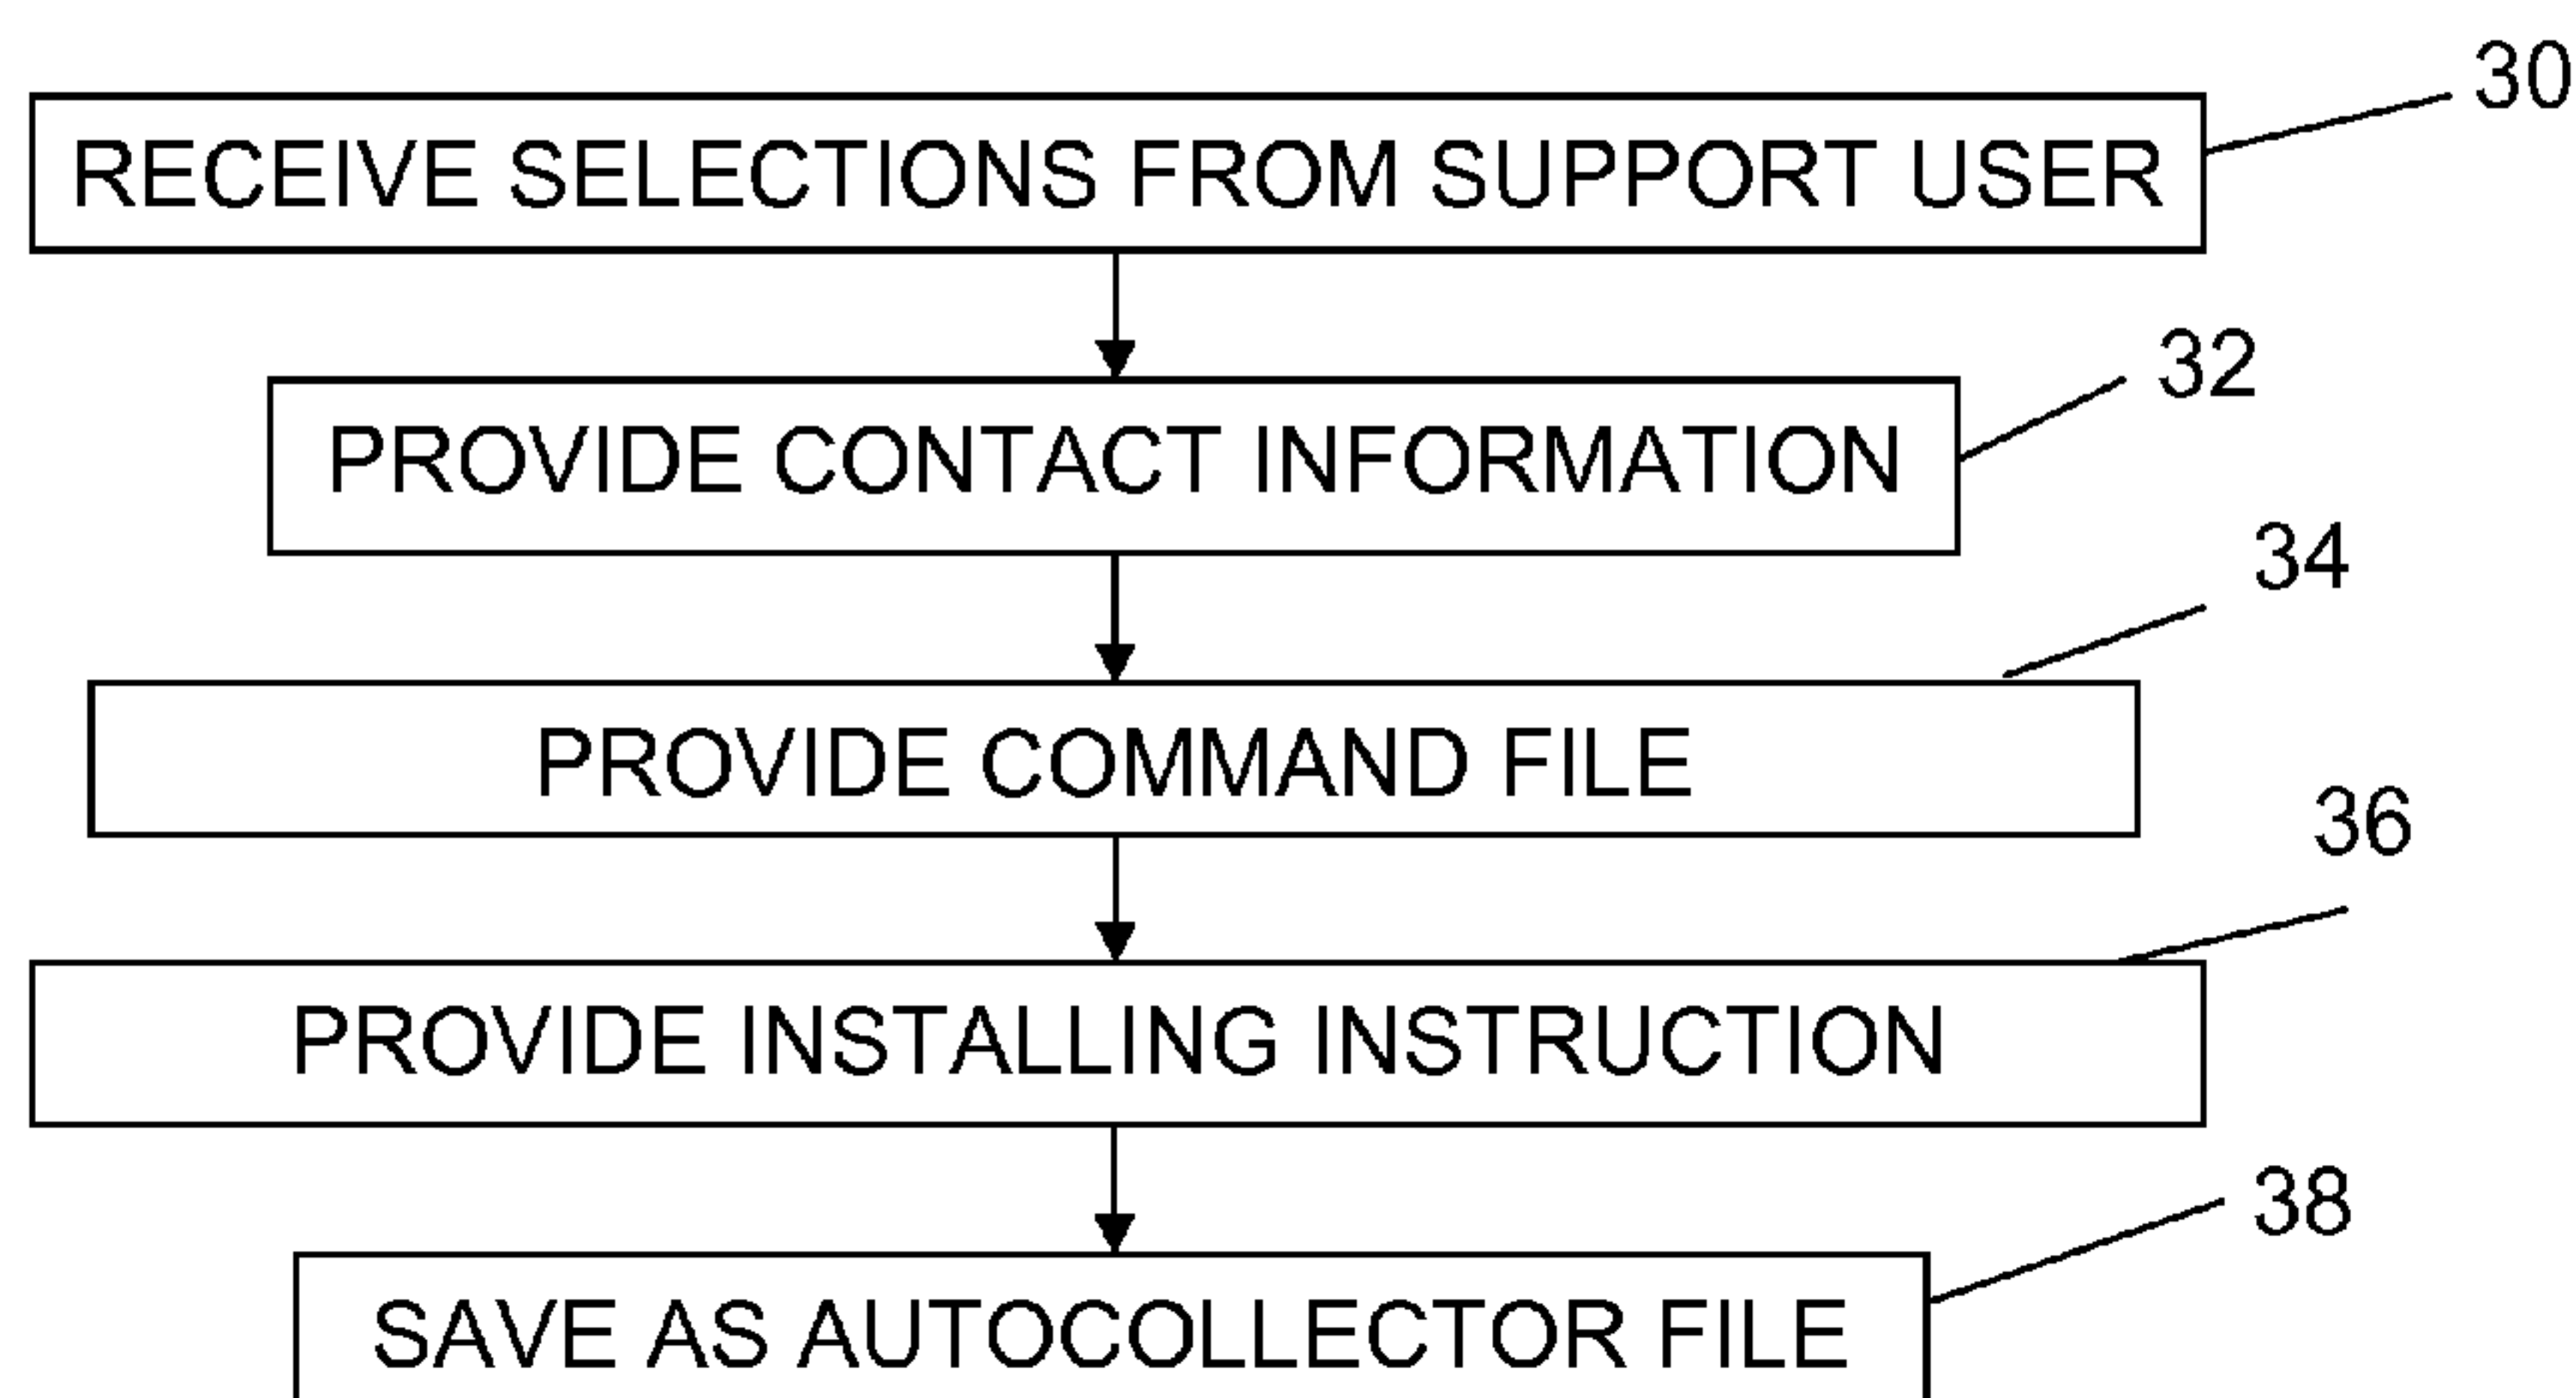 30
RECEIVE SELECTIONS FROM SUPPORT USER
32
PROVIDE CONTACT INFORMATION
34
PROVIDE COMMAND FILE
36
PROVIDE INSTALLING INSTRUCTION
38
SAVE AS AUTOCOLLECTOR FILE